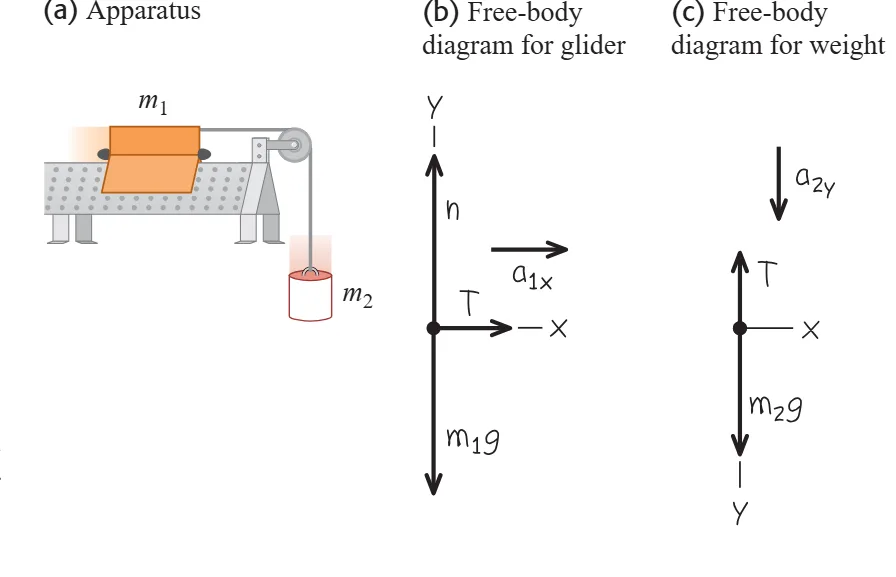 (a) Apparatus
(b) Free-body
diagram for glider
(c) Free-body
diagram for weight
m₁
m₂
Y
n
a₁ₓ
T
X
m₁g
a₂y
T
X
m₂g
Y